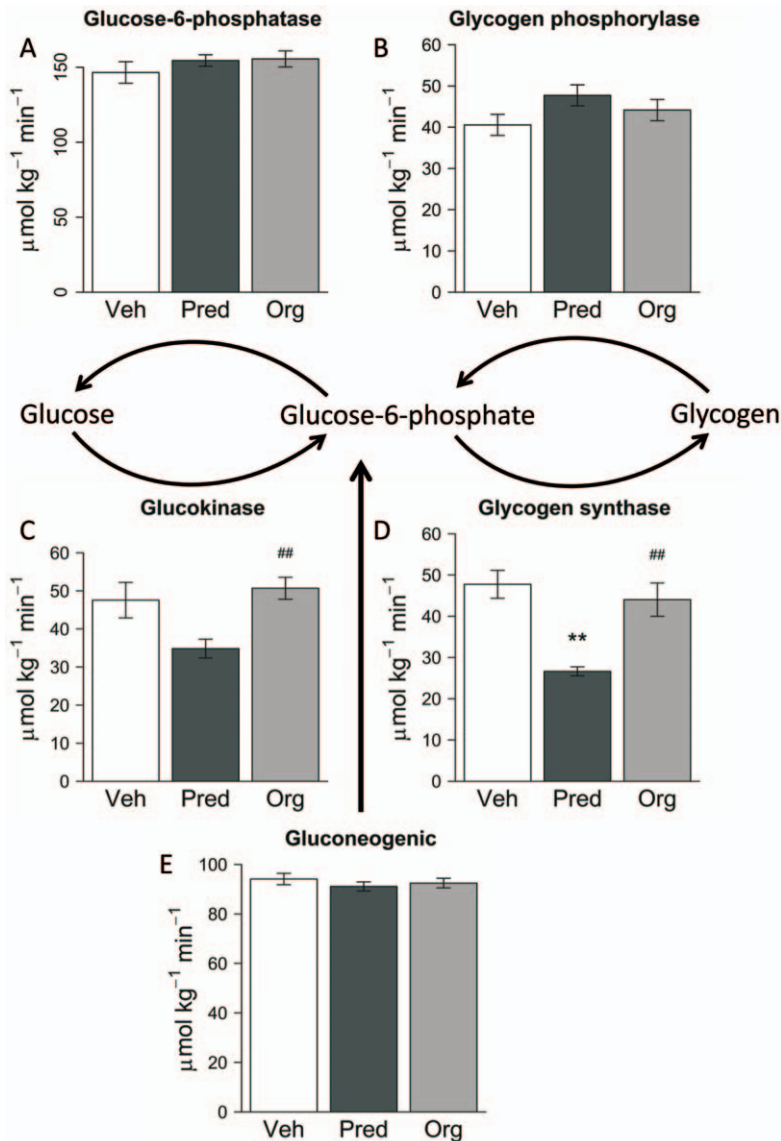 Glucose-6-phosphatase
A
μmol kg⁻¹ min⁻¹
150
100
50
0
Veh Pred Org
Glycogen phosphorylase
B
μmol kg⁻¹ min⁻¹
60
50
40
30
20
10
0
Veh Pred Org
Glucose Glucose-6-phosphate Glycogen
Glucokinase
C
μmol kg⁻¹ min⁻¹
60
50
40
30
20
10
0
##
Veh Pred Org
Glycogen synthase
D
μmol kg⁻¹ min⁻¹
60
50
40
30
20
10
0
**
##
Veh Pred Org
Gluconeogenic
E
μmol kg⁻¹ min⁻¹
100
80
60
40
20
0
Veh Pred Org